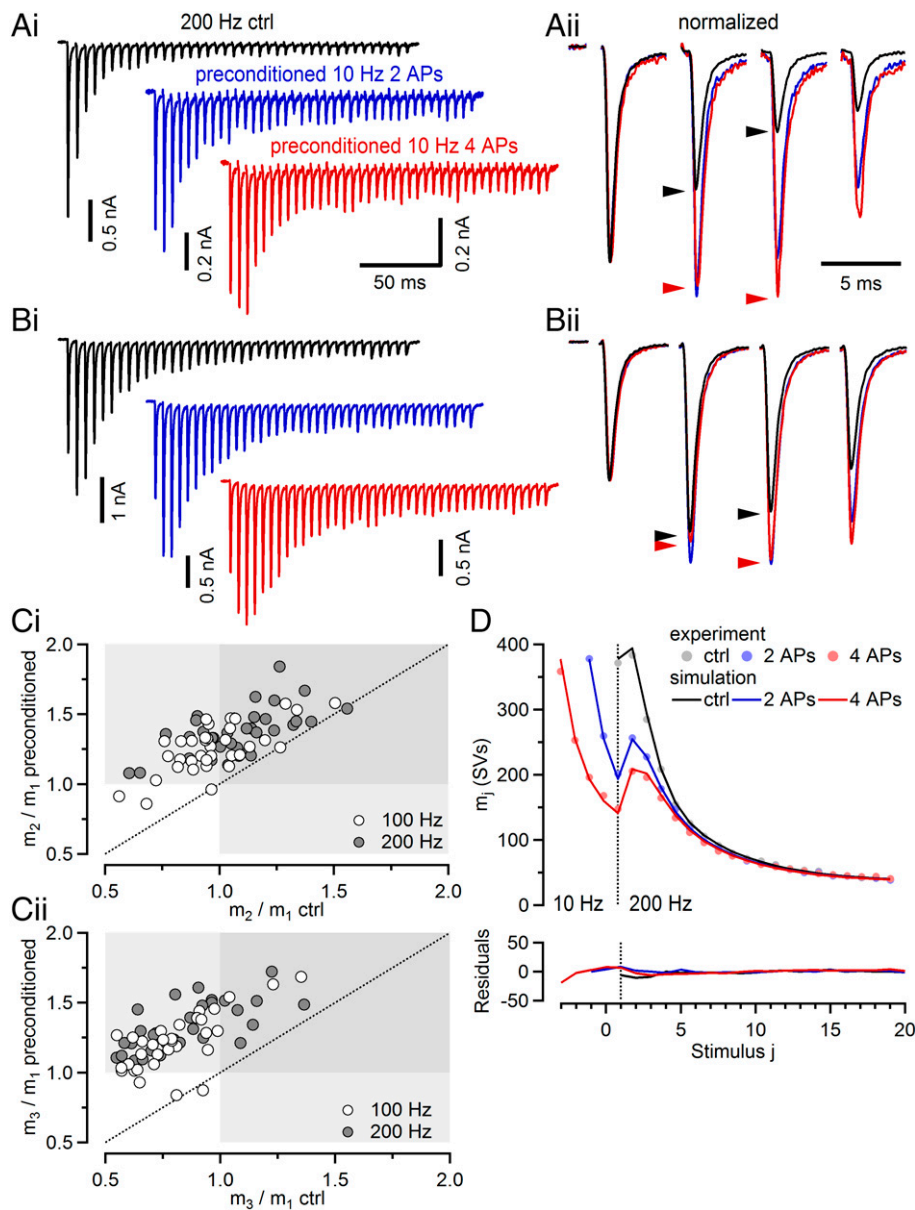 Ai
200 Hz ctrl
Aii
normalized
preconditioned 10 Hz 2 APs
preconditioned 10 Hz 4 APs
0.5 nA
0.2 nA
50 ms
0.2 nA
5 ms
Bi
Bii
1 nA
0.5 nA
0.5 nA
Ci
2.0
1.5
1.0
0.5
m2 / m1 preconditioned
100 Hz
200 Hz
0.5 1.0 1.5 2.0
m2 / m1 ctrl
Cii
2.0
1.5
1.0
0.5
m3 / m1 preconditioned
100 Hz
200 Hz
0.5 1.0 1.5 2.0
m3 / m1 ctrl
D
400
300
200
100
0
mj (SVs)
experiment
ctrl 2 APs 4 APs
simulation
ctrl 2 APs 4 APs
10 Hz 200 Hz
50
0
-50
Residuals
0 5 10 15 20
Stimulus j